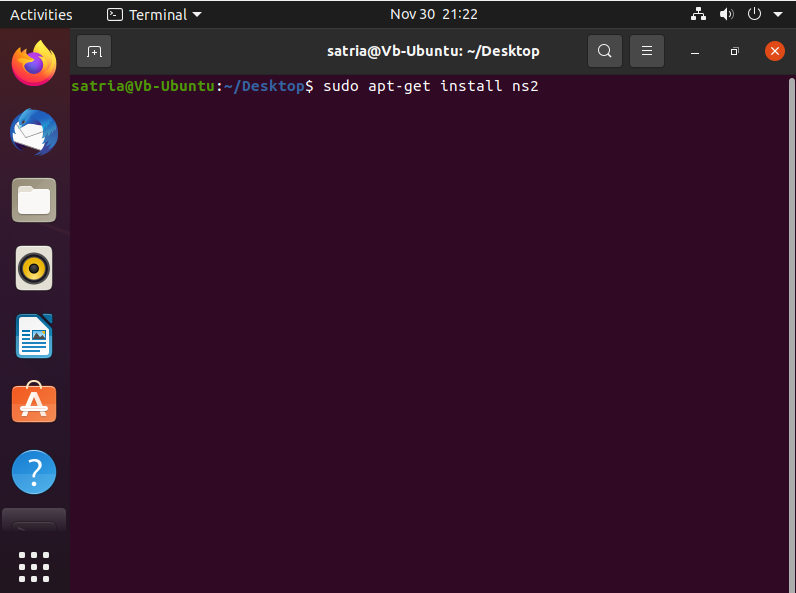 Activities Terminal Nov 30 21:22
satria@Vb-Ubuntu: ~/Desktop
satria@Vb-Ubuntu:~/Desktop$ sudo apt-get install ns2
?